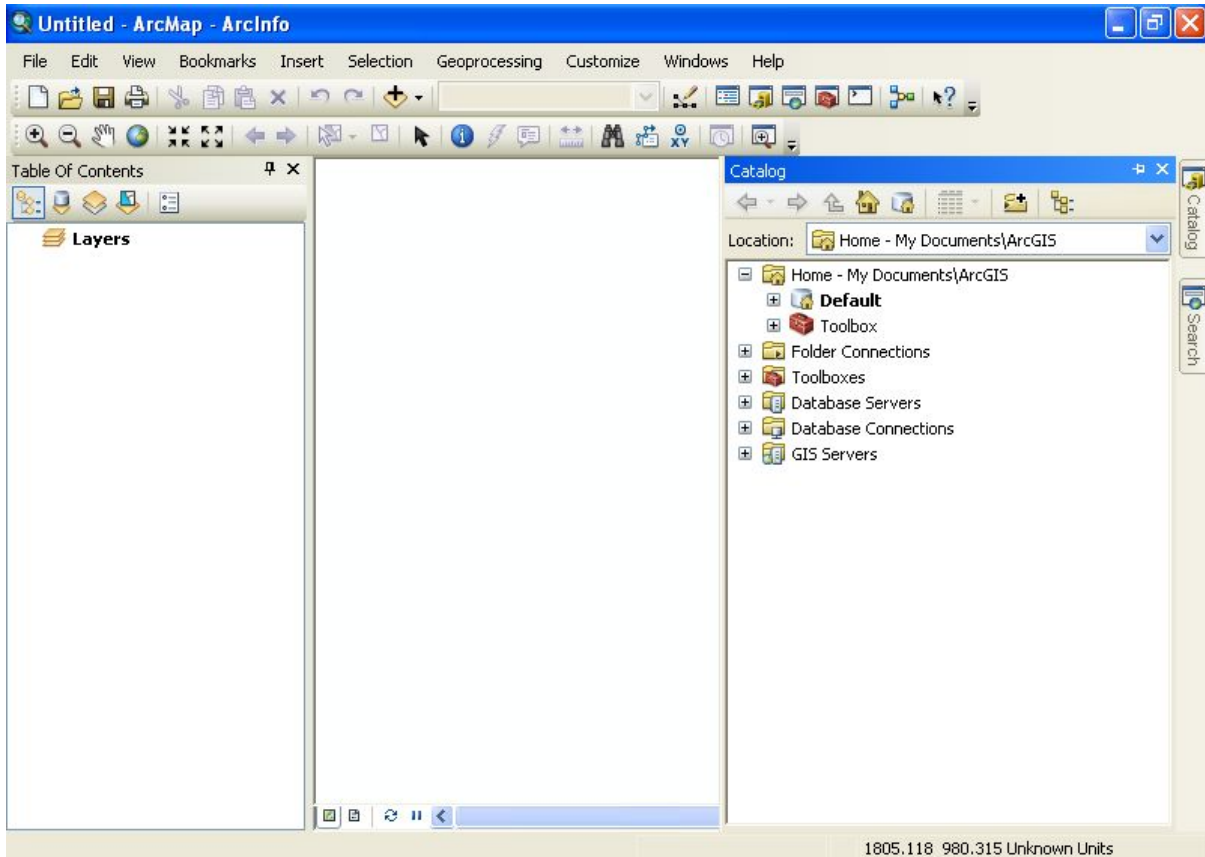 Untitled - ArcMap - ArcInfo
File Edit View Bookmarks Insert Selection Geoprocessing Customize Windows Help
Table Of Contents
Layers
Catalog
Location: Home - My Documents\ArcGIS
Home - My Documents\ArcGIS
Default
Toolbox
Folder Connections
Toolboxes
Database Servers
Database Connections
GIS Servers
Catalog
Search
1805.118 980.315 Unknown Units